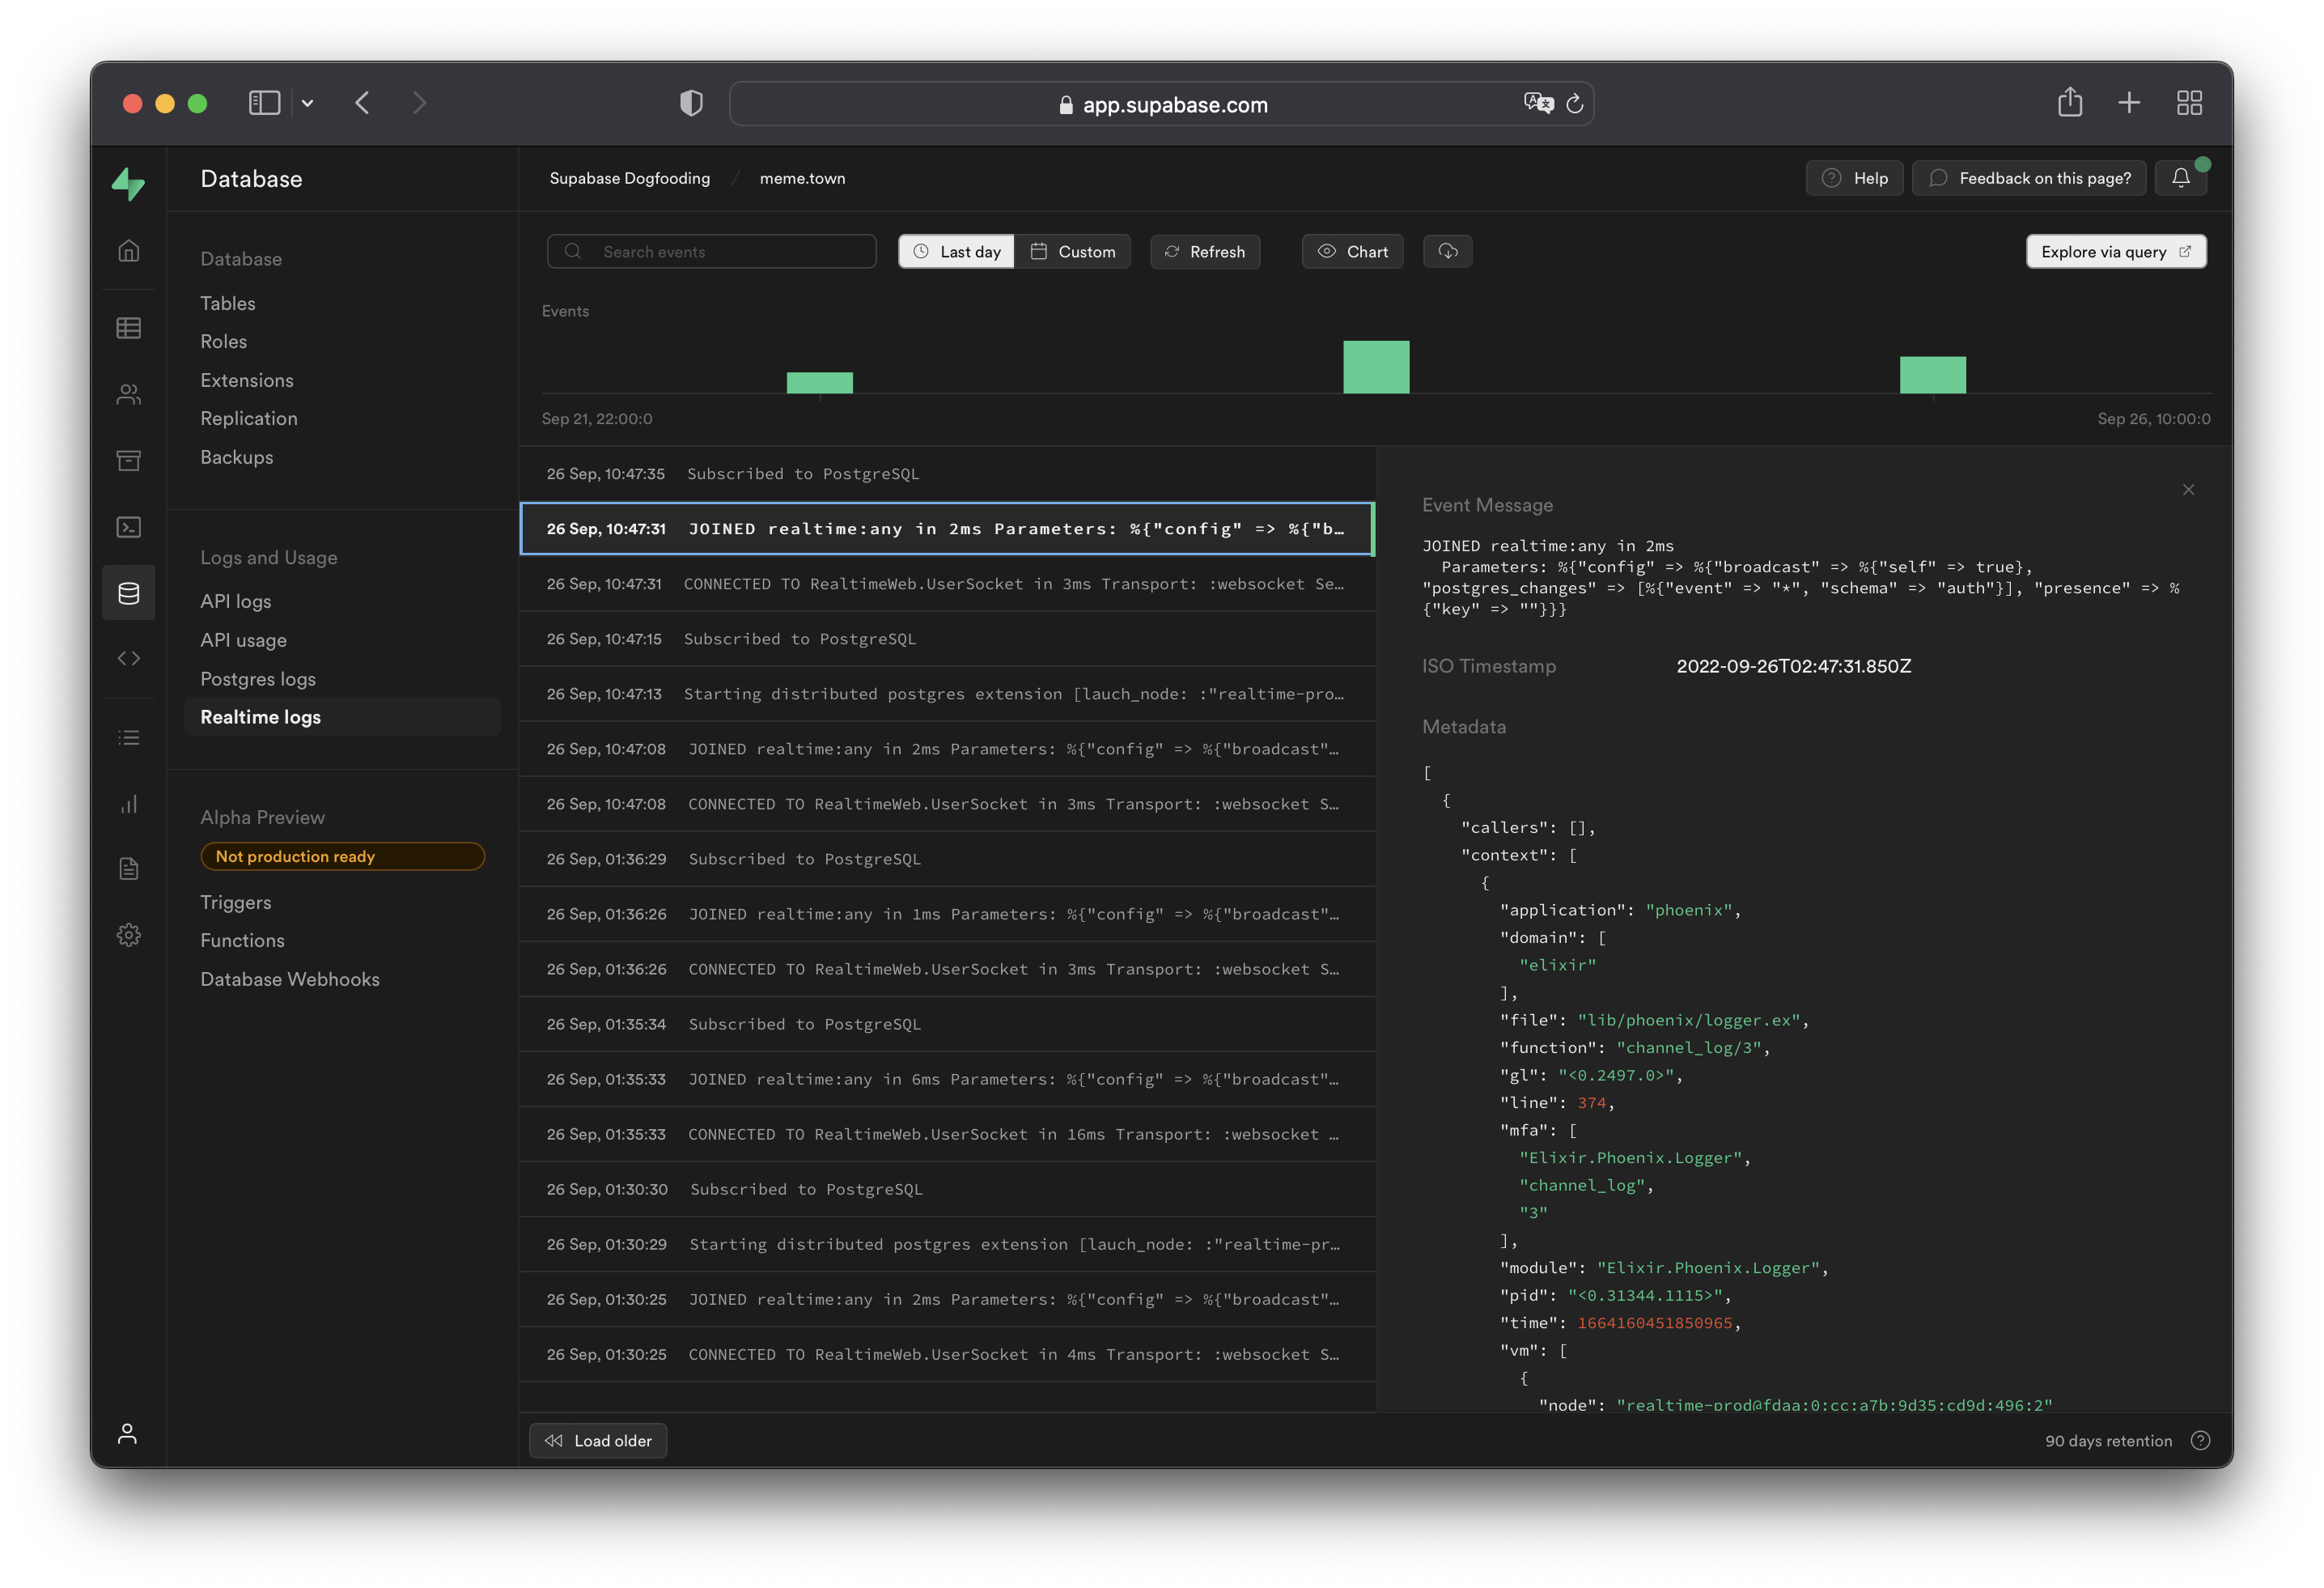 app.supabase.com
Database
Supabase Dogfooding / meme.town
Help
Feedback on this page?
Database
Tables
Roles
Extensions
Replication
Backups
Logs and Usage
API logs
API usage
Postgres logs
Realtime logs
Alpha Preview
Not production ready
Triggers
Functions
Database Webhooks
Search events
Last day
Custom
Refresh
Chart
Explore via query
Events
Sep 21, 22:00:0
Sep 26, 10:00:0
26 Sep, 10:47:35 Subscribed to PostgreSQL
26 Sep, 10:47:31 JOINED realtime:any in 2ms Parameters: %{"config" => %{"b…
26 Sep, 10:47:31 CONNECTED TO RealtimeWeb.UserSocket in 3ms Transport: :websocket Se…
26 Sep, 10:47:15 Subscribed to PostgreSQL
26 Sep, 10:47:13 Starting distributed postgres extension [lauch_node: :"realtime-pro…
26 Sep, 10:47:08 JOINED realtime:any in 2ms Parameters: %{"config" => %{"broadcast"…
26 Sep, 10:47:08 CONNECTED TO RealtimeWeb.UserSocket in 3ms Transport: :websocket S…
26 Sep, 01:36:29 Subscribed to PostgreSQL
26 Sep, 01:36:26 JOINED realtime:any in 1ms Parameters: %{"config" => %{"broadcast"…
26 Sep, 01:36:26 CONNECTED TO RealtimeWeb.UserSocket in 3ms Transport: :websocket S…
26 Sep, 01:35:34 Subscribed to PostgreSQL
26 Sep, 01:35:33 JOINED realtime:any in 6ms Parameters: %{"config" => %{"broadcast"…
26 Sep, 01:35:33 CONNECTED TO RealtimeWeb.UserSocket in 16ms Transport: :websocket …
26 Sep, 01:30:30 Subscribed to PostgreSQL
26 Sep, 01:30:29 Starting distributed postgres extension [lauch_node: :"realtime-pr…
26 Sep, 01:30:25 JOINED realtime:any in 2ms Parameters: %{"config" => %{"broadcast"…
26 Sep, 01:30:25 CONNECTED TO RealtimeWeb.UserSocket in 4ms Transport: :websocket S…
Load older
Event Message
JOINED realtime:any in 2ms
Parameters: %{"config" => %{"broadcast" => %{"self" => true},
"postgres_changes" => [%{"event" => "*", "schema" => "auth"}], "presence" => %
{"key" => ""}}}
ISO Timestamp 2022-09-26T02:47:31.850Z
Metadata
[
{
"callers": [],
"context": [
{
"application": "phoenix",
"domain": [
"elixir"
],
"file": "lib/phoenix/logger.ex",
"function": "channel_log/3",
"gl": "<0.2497.0>",
"line": 374,
"mfa": [
"Elixir.Phoenix.Logger",
"channel_log",
"3"
],
"module": "Elixir.Phoenix.Logger",
"pid": "<0.31344.1115>",
"time": 1664160451850965,
"vm": [
{
"node": "realtime-prod@fdaa:0:cc:a7b:9d35:cd9d:496:2"
90 days retention